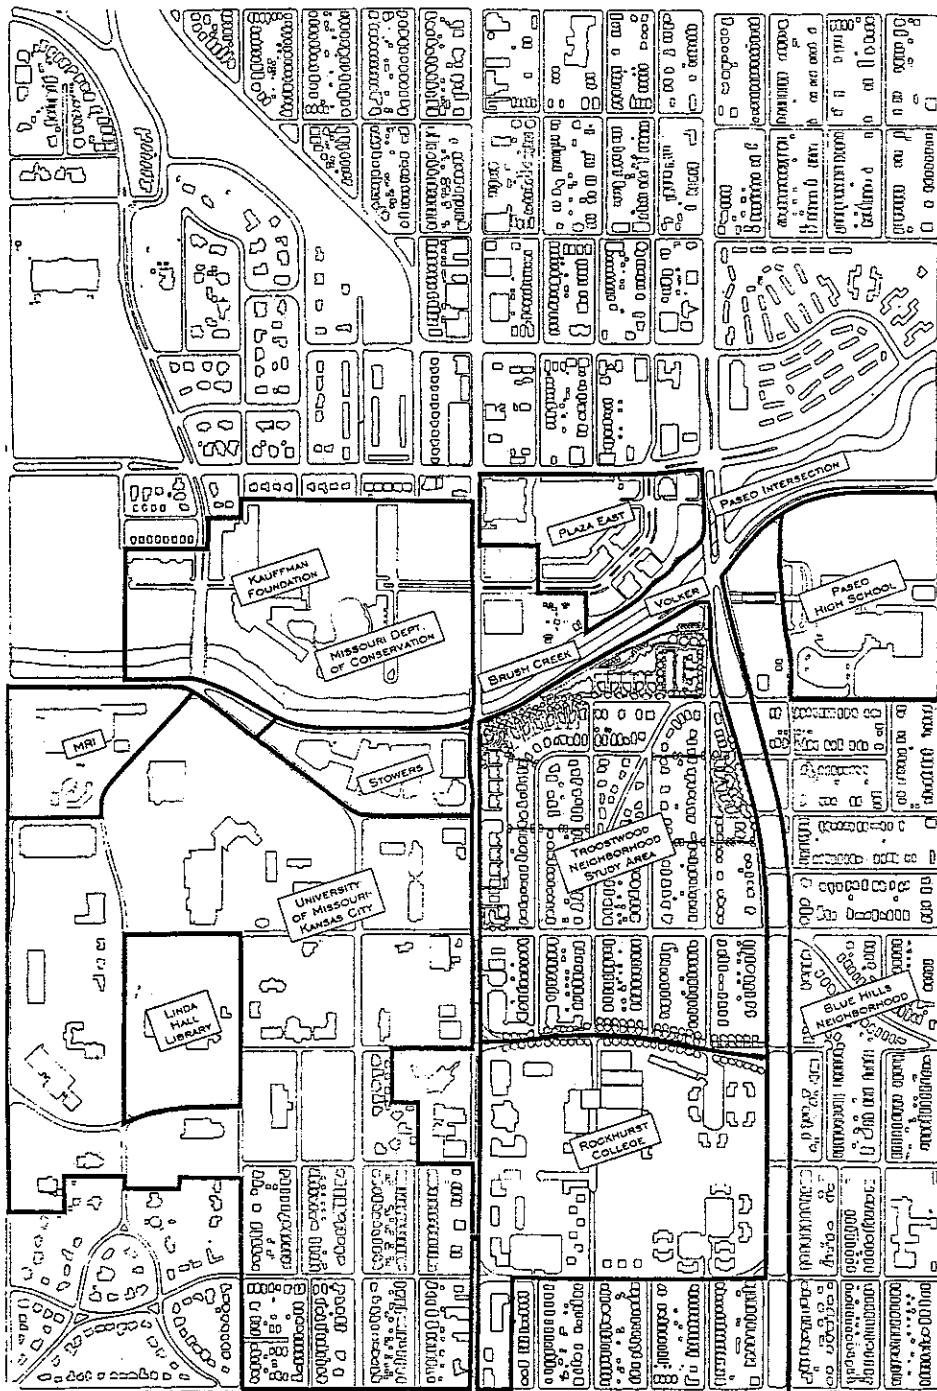 PASEO INTERSECTION
PLAZA EAST
KAUFFMAN
FOUNDATION
PASEO
HIGH SCHOOL
VOLKER
MISSOURI DEPT.
OF CONSERVATION
BRUSH CREEK
MRI
STOWERS
TROOSTWOOD
NEIGHBORHOOD
STUDY AREA
UNIVERSITY
OF MISSOURI-
KANSAS CITY
LINDA
HALL
LIBRARY
BLUE HILLS
NEIGHBORHOOD
ROCKHURST
COLLEGE